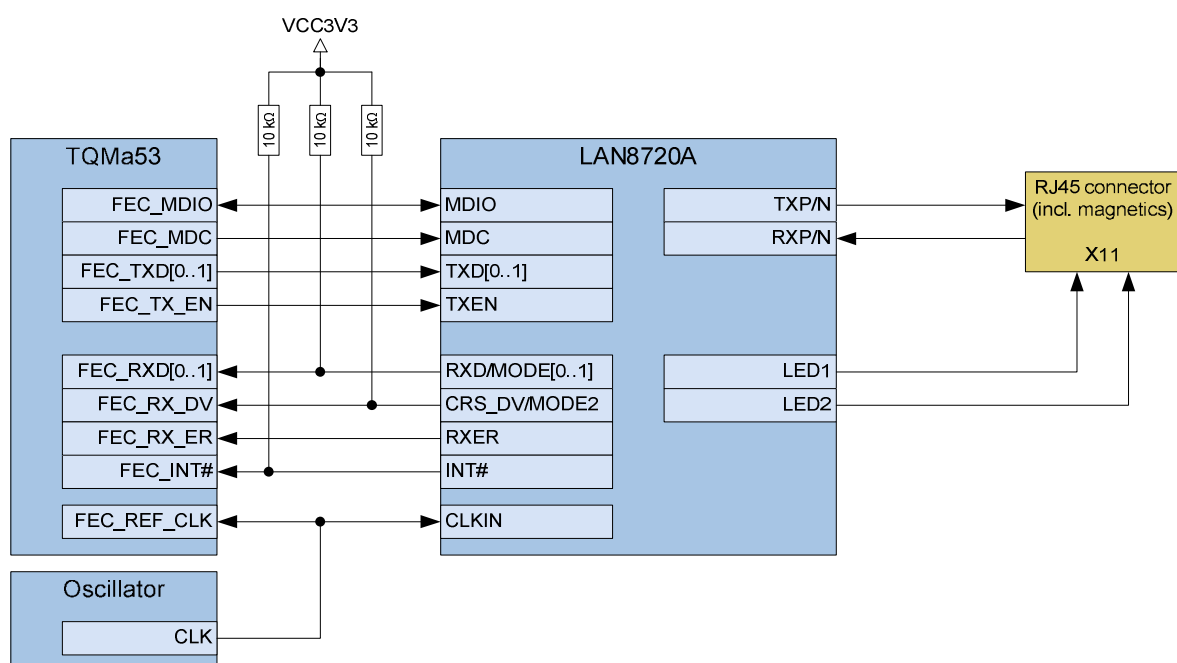 VCC3V3
10 kΩ
10 kΩ
10 kΩ
TQMa53
FEC_MDIO
FEC_MDC
FEC_TXD[0..1]
FEC_TX_EN
FEC_RXD[0..1]
FEC_RX_DV
FEC_RX_ER
FEC_INT#
FEC_REF_CLK
LAN8720A
MDIO
MDC
TXD[0..1]
TXEN
RXD/MODE[0..1]
CRS_DV/MODE2
RXER
INT#
CLKIN
TXP/N
RXP/N
LED1
LED2
RJ45 connector
(incl. magnetics)
X11
Oscillator
CLK